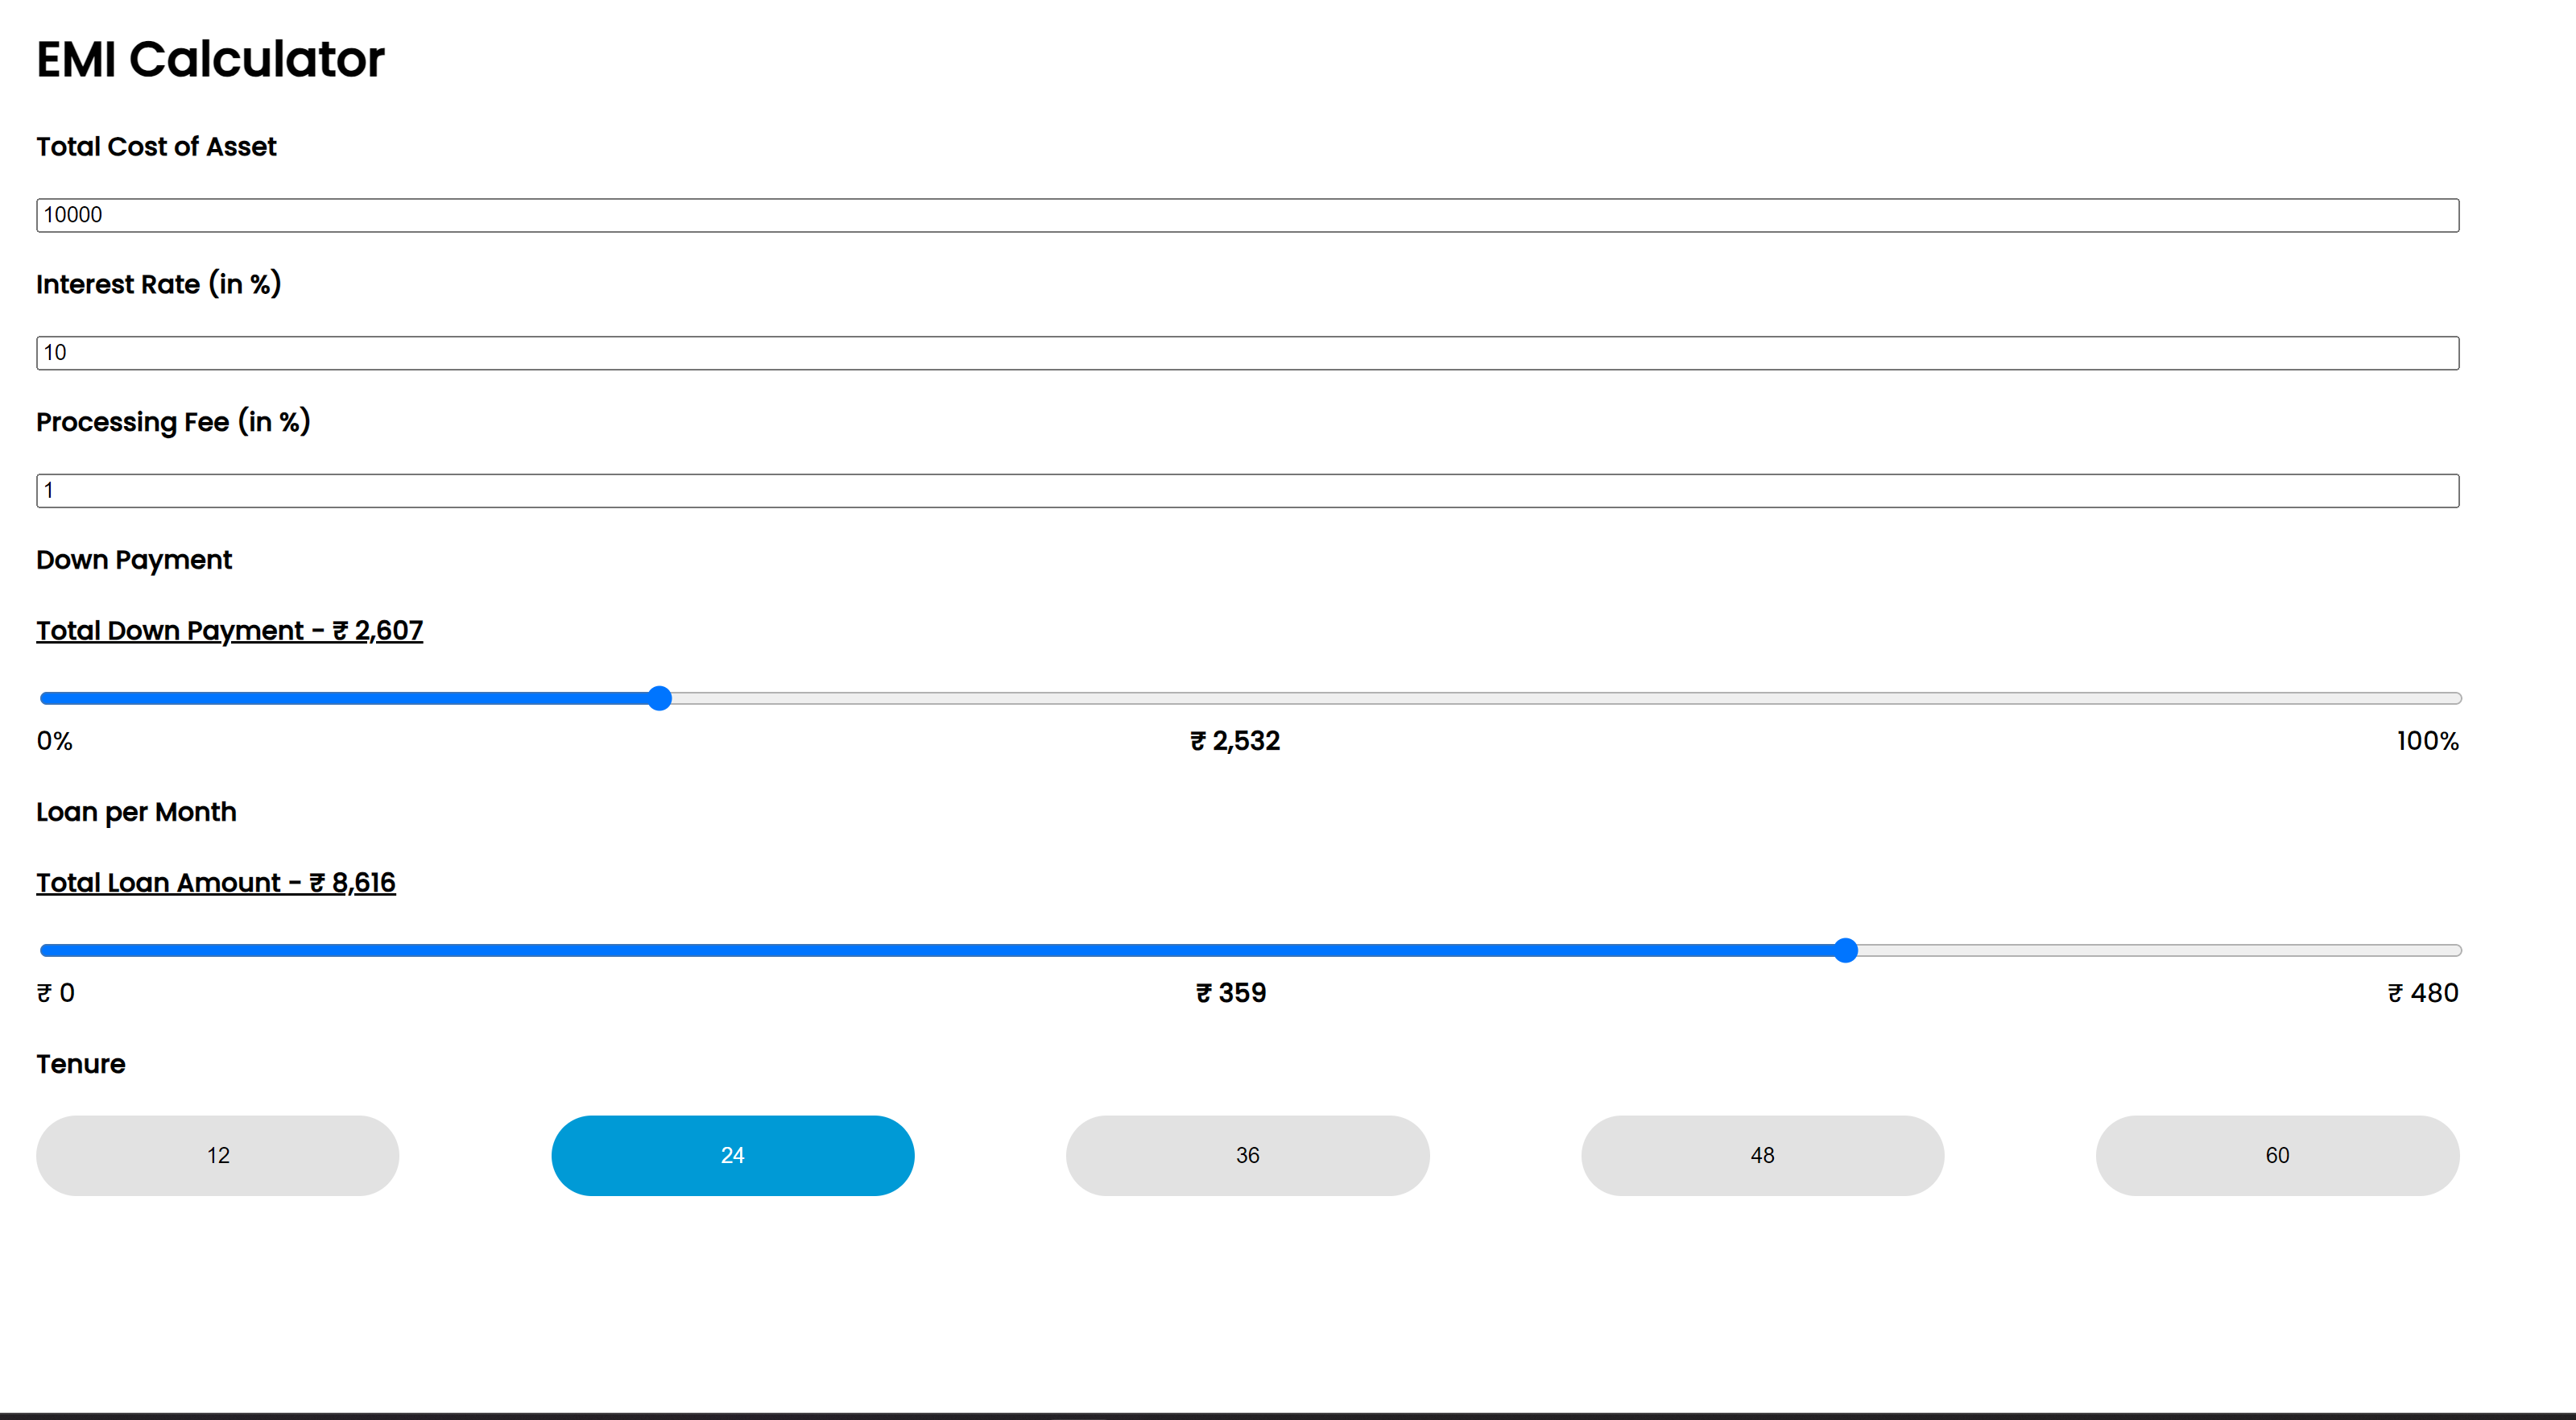 EMI Calculator
Total Cost of Asset
10000
Interest Rate (in %)
10
Processing Fee (in %)
1
Down Payment
Total Down Payment - ₹ 2,607
0% ₹ 2,532 100%
Loan per Month
Total Loan Amount - ₹ 8,616
₹ 0 ₹ 359 ₹ 480
Tenure
12 24 36 48 60